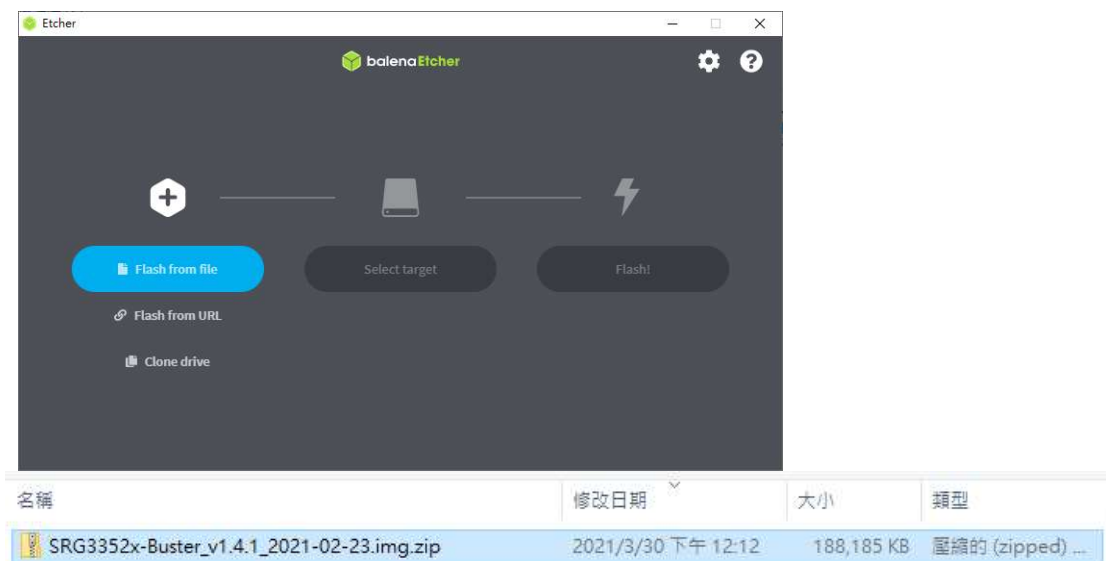 Etcher
balenaEtcher
Flash from file
Select target
Flash!
Flash from URL
Clone drive
名稱
修改日期
大小
類型
SRG3352x-Buster_v1.4.1_2021-02-23.img.zip
2021/3/30 下午 12:12
188,185 KB
壓縮的 (zipped) ...